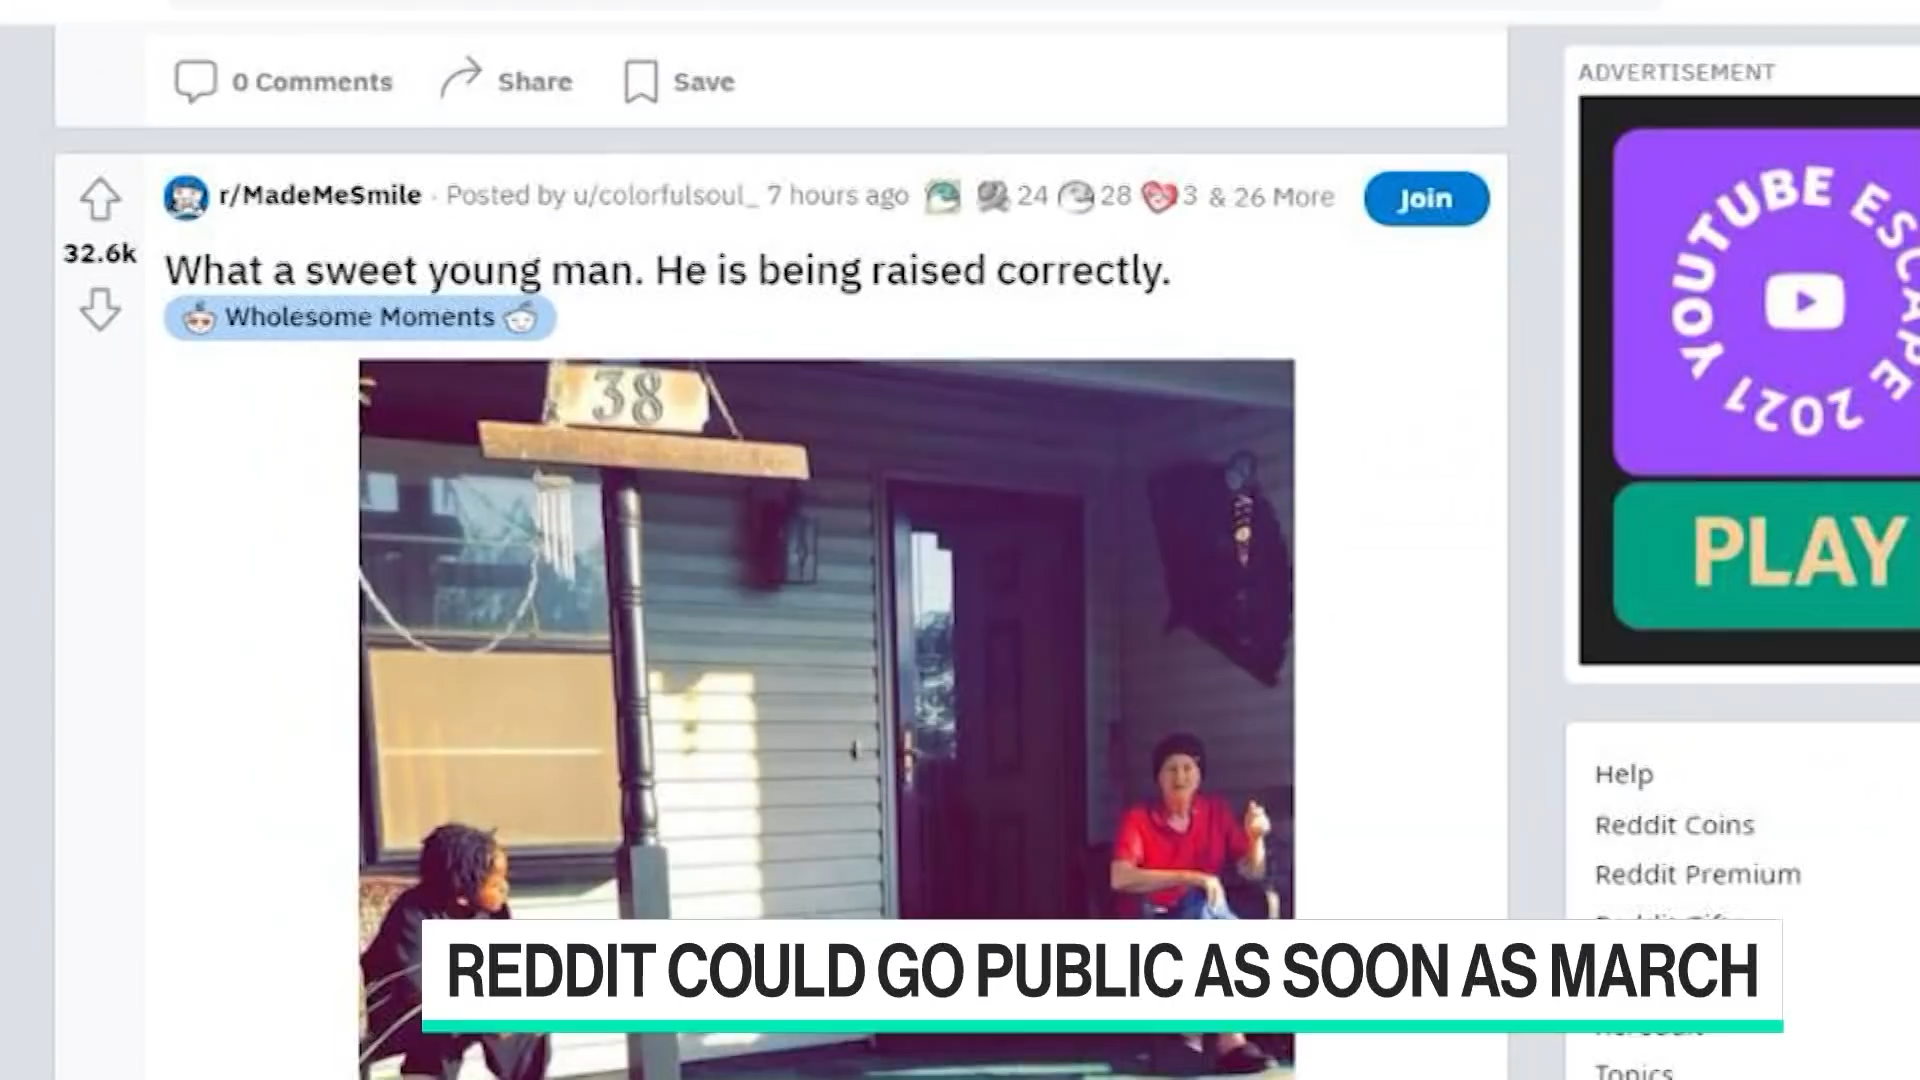 0 Comments Share Save
ADVERTISEMENT
r/MadeMeSmile · Posted by u/colorfulsoul_ 7 hours ago 24 28 3 & 26 More Join
32.6k
What a sweet young man. He is being raised correctly.
Wholesome Moments
38
YOUTUBE ESCAPE 2021
PLAY
Help
Reddit Coins
Reddit Premium
REDDIT COULD GO PUBLIC AS SOON AS MARCH
Topics